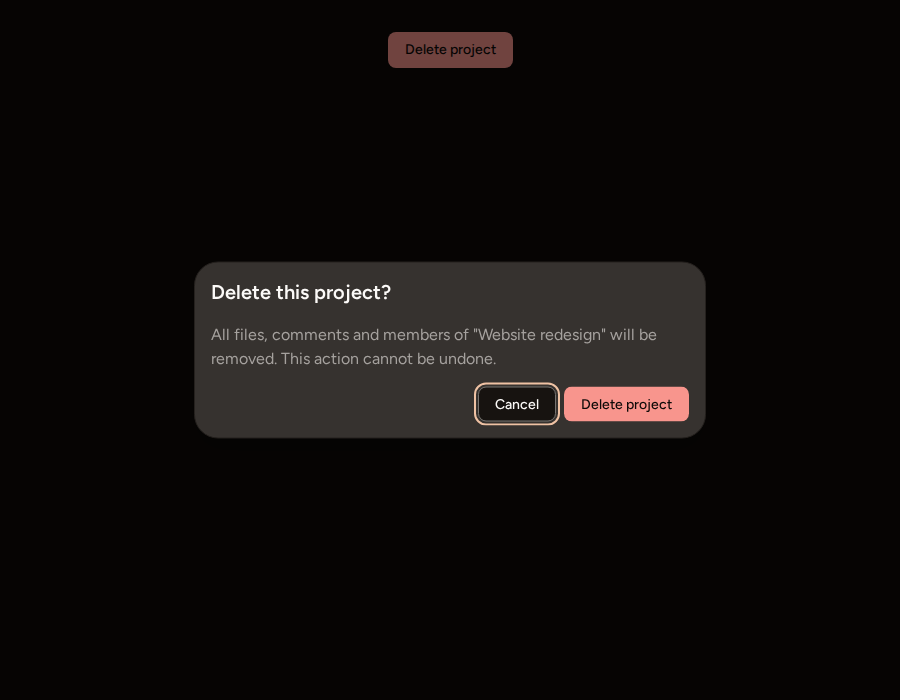 Delete project
Delete this project?
All files, comments and members of "Website redesign" will be
removed. This action cannot be undone.
Cancel
Delete project